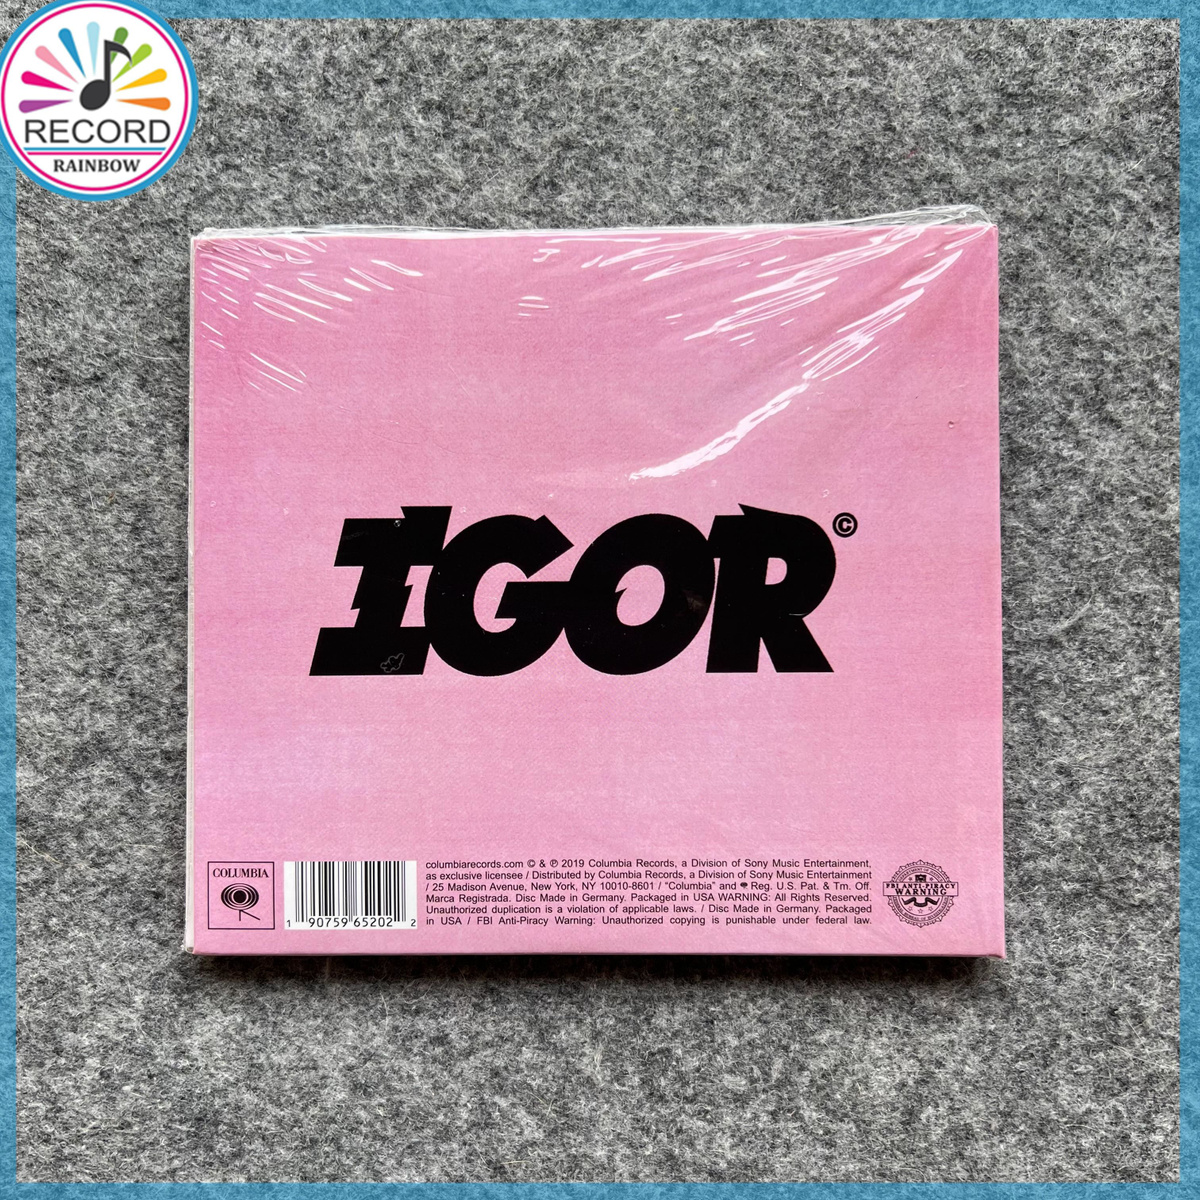 RECORD
RAINBOW
IGOR©
COLUMBIA
1 90759 65202 2
columbiarecords.com © & ℗ 2019 Columbia Records, a Division of Sony Music Entertainment,
as exclusive licensee / Distributed by Columbia Records, a Division of Sony Music Entertainment
/ 25 Madison Avenue, New York, NY 10010-8601 / "Columbia" and Reg. U.S. Pat. & Tm. Off.
Marca Registrada. Disc Made in Germany. Packaged in USA WARNING: All Rights Reserved.
Unauthorized duplication is a violation of applicable laws. / Disc Made in Germany. Packaged
in USA / FBI Anti-Piracy Warning: Unauthorized copying is punishable under federal law.
FBI ANTI-PIRACY
WARNING